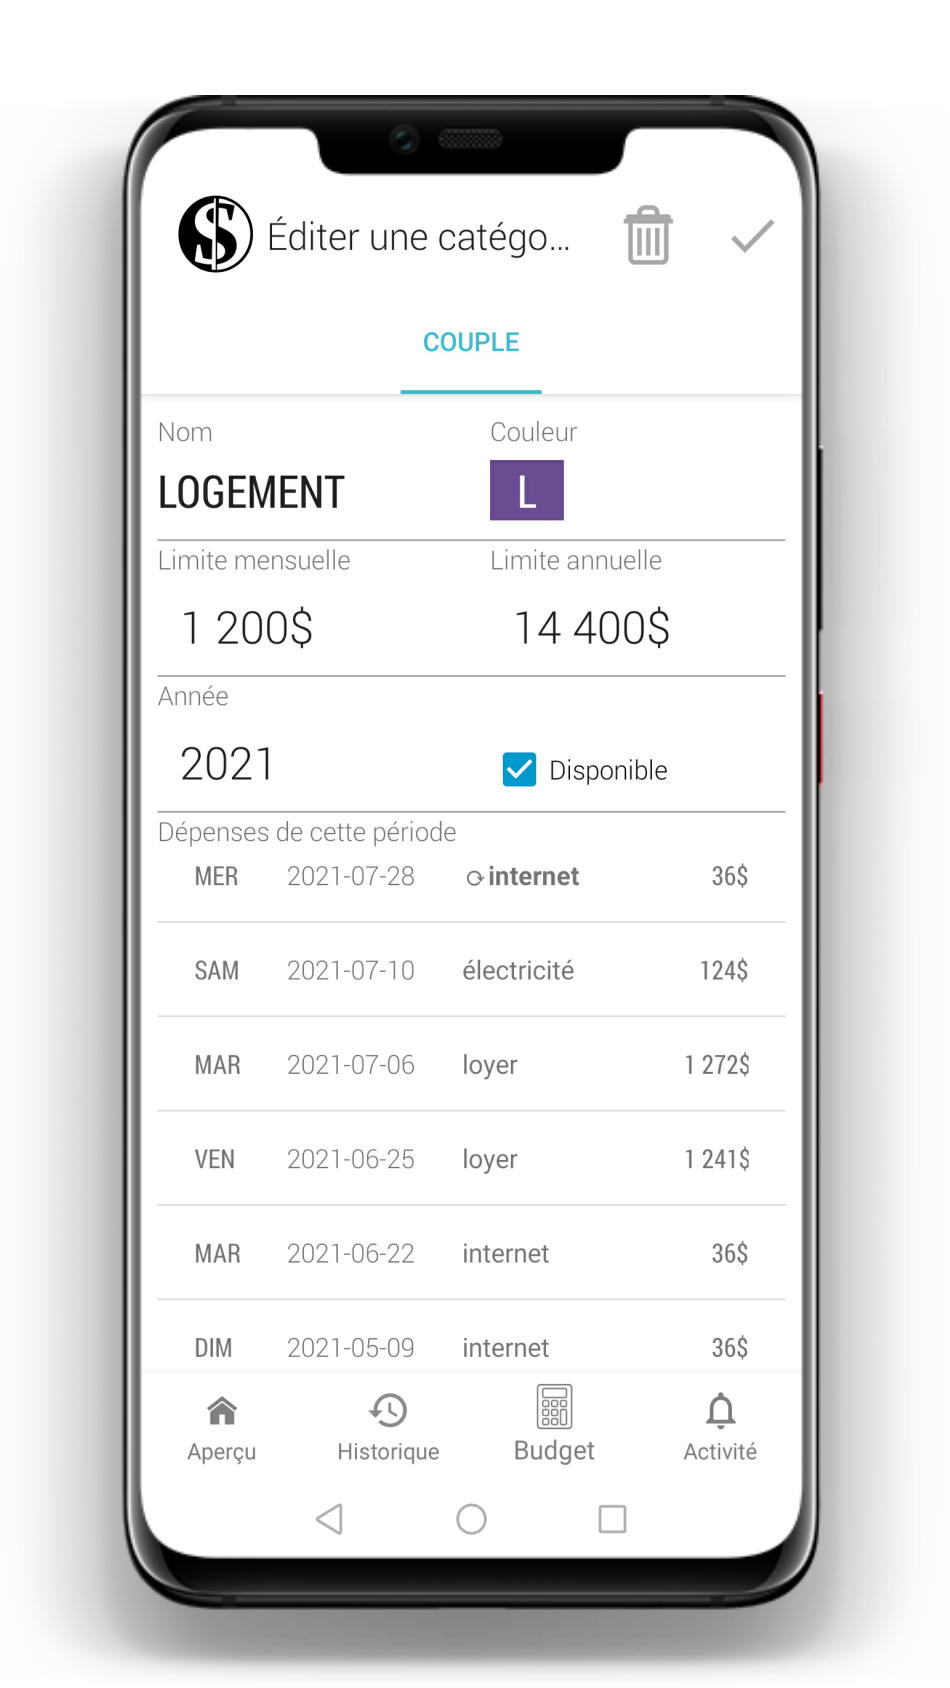 Éditer une catégo...
COUPLE
Nom Couleur
LOGEMENT L
Limite mensuelle Limite annuelle
1 200$ 14 400$
Année
2021 Disponible
Dépenses de cette période
MER 2021-07-28 internet 36$
SAM 2021-07-10 électricité 124$
MAR 2021-07-06 loyer 1 272$
VEN 2021-06-25 loyer 1 241$
MAR 2021-06-22 internet 36$
DIM 2021-05-09 internet 36$
Aperçu Historique Budget Activité